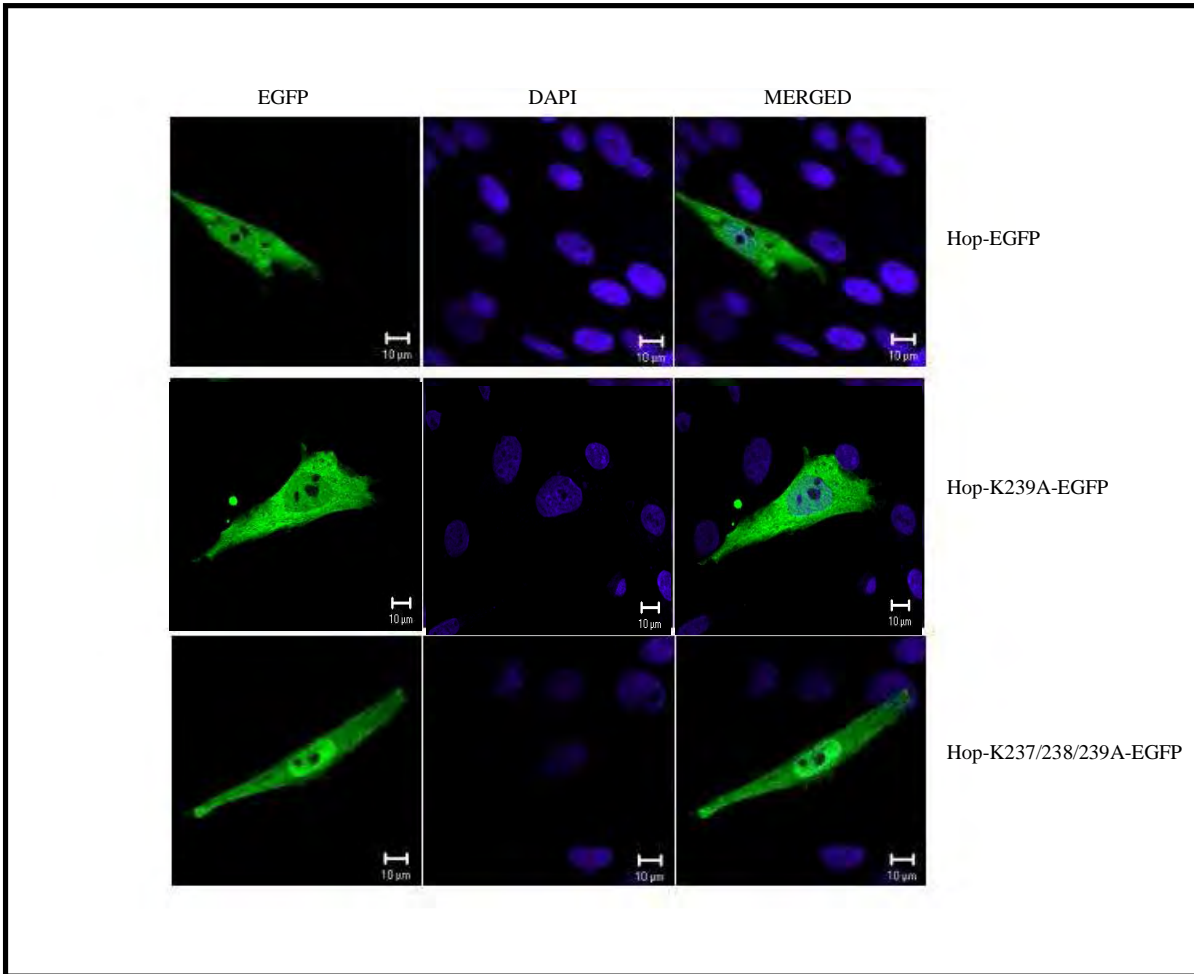 EGFP DAPI MERGED
10 µm 10 µm 10 µm
Hop-EGFP
10 µm 10 µm 10 µm
Hop-K239A-EGFP
10 µm 10 µm 10 µm
Hop-K237/238/239A-EGFP